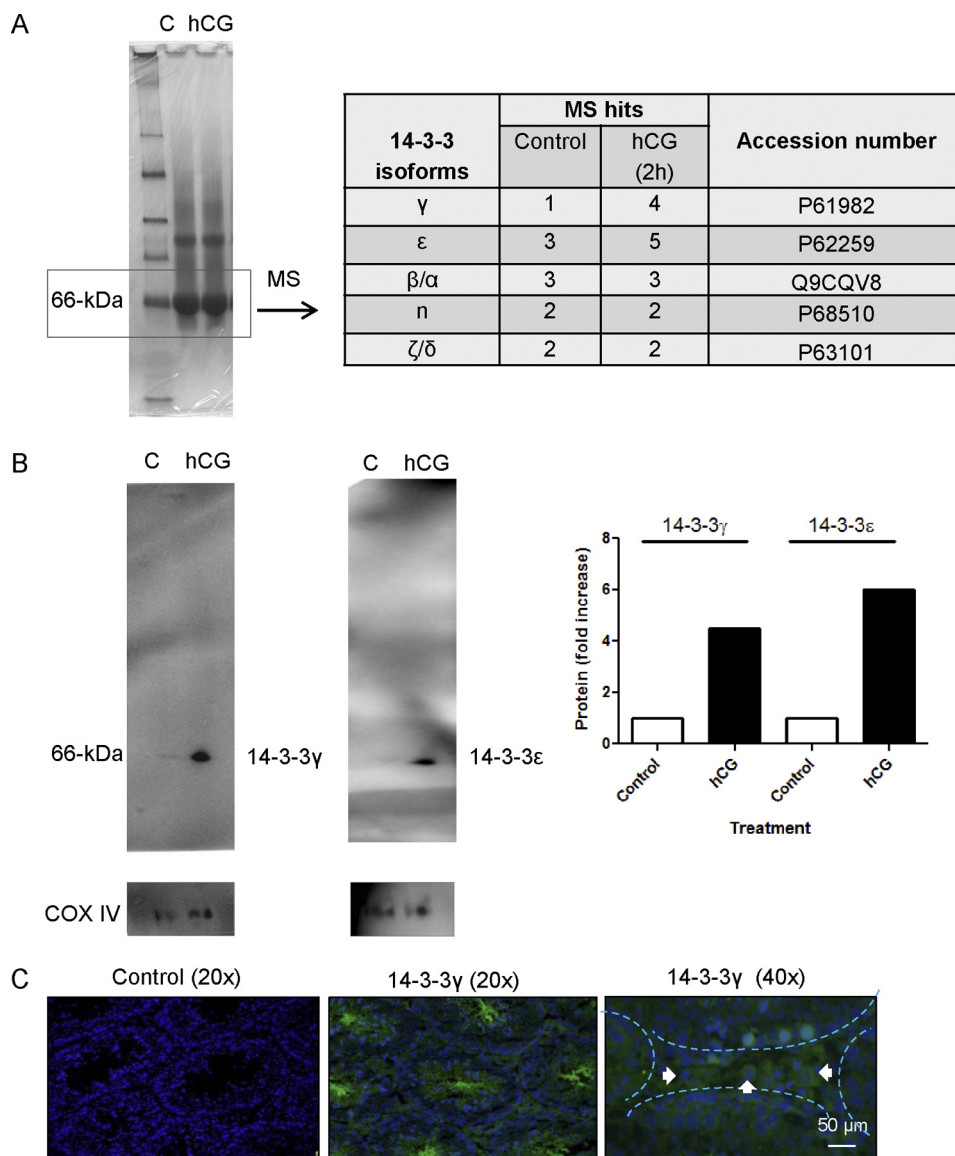 A
C hCG
66-kDa
MS
14-3-3 isoforms
MS hits
Accession number
Control
hCG (2h)
γ 1 4 P61982
ε 3 5 P62259
β/α 3 3 Q9CQV8
n 2 2 P68510
ζ/δ 2 2 P63101
B
C hCG
C hCG
66-kDa
14-3-3γ
14-3-3ε
COX IV
14-3-3γ 14-3-3ε
Protein (fold increase)
8
6
4
2
0
Control
hCG
Control
hCG
Treatment
C
Control (20x)
14-3-3γ (20x)
14-3-3γ (40x)
50 μm